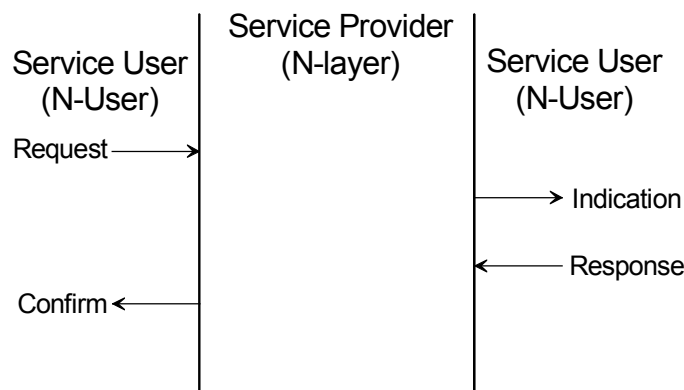 Service Provider
(N-layer)
Service User
(N-User)
Service User
(N-User)
Request
Indication
Response
Confirm